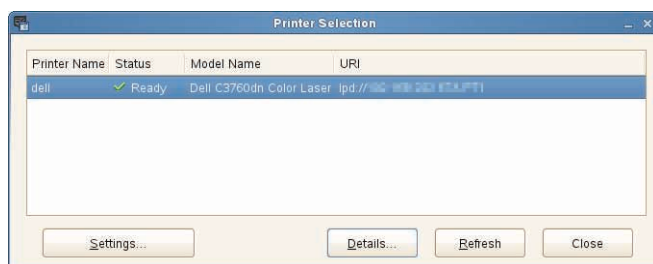 Printer Selection
Printer Name Status Model Name URI
dell Ready Dell C3760dn Color Laser lpd://
Settings... Details... Refresh Close